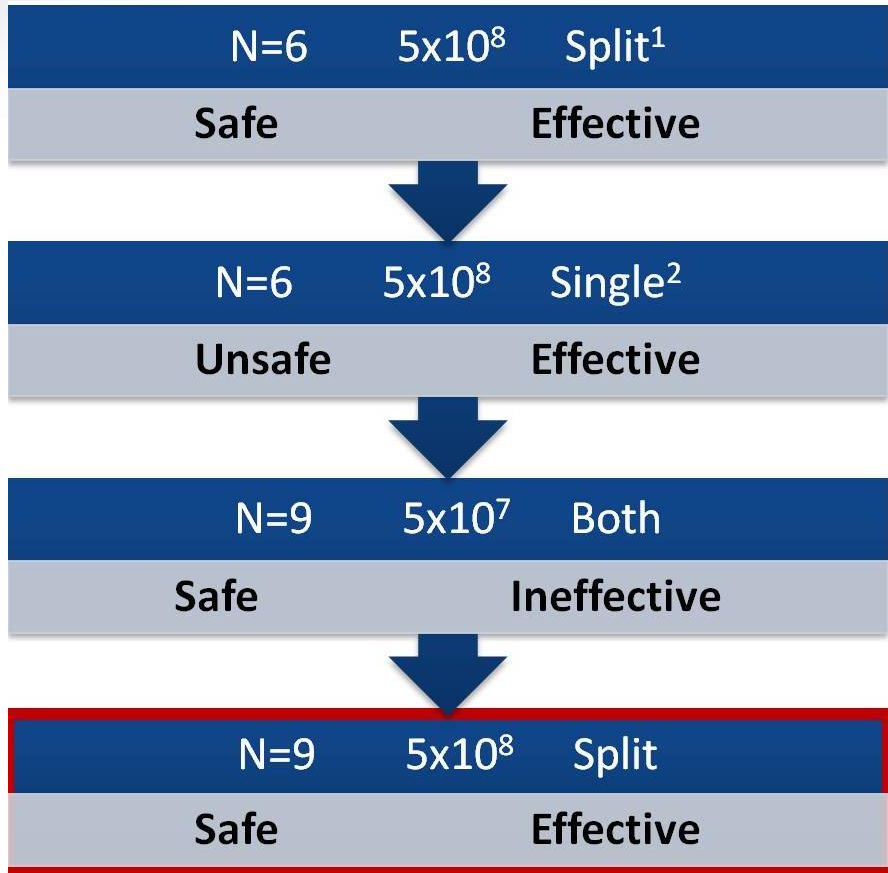 N=6 5x10⁸ Split¹
Safe Effective
N=6 5x10⁸ Single²
Unsafe Effective
N=9 5x10⁷ Both
Safe Ineffective
N=9 5x10⁸ Split
Safe Effective